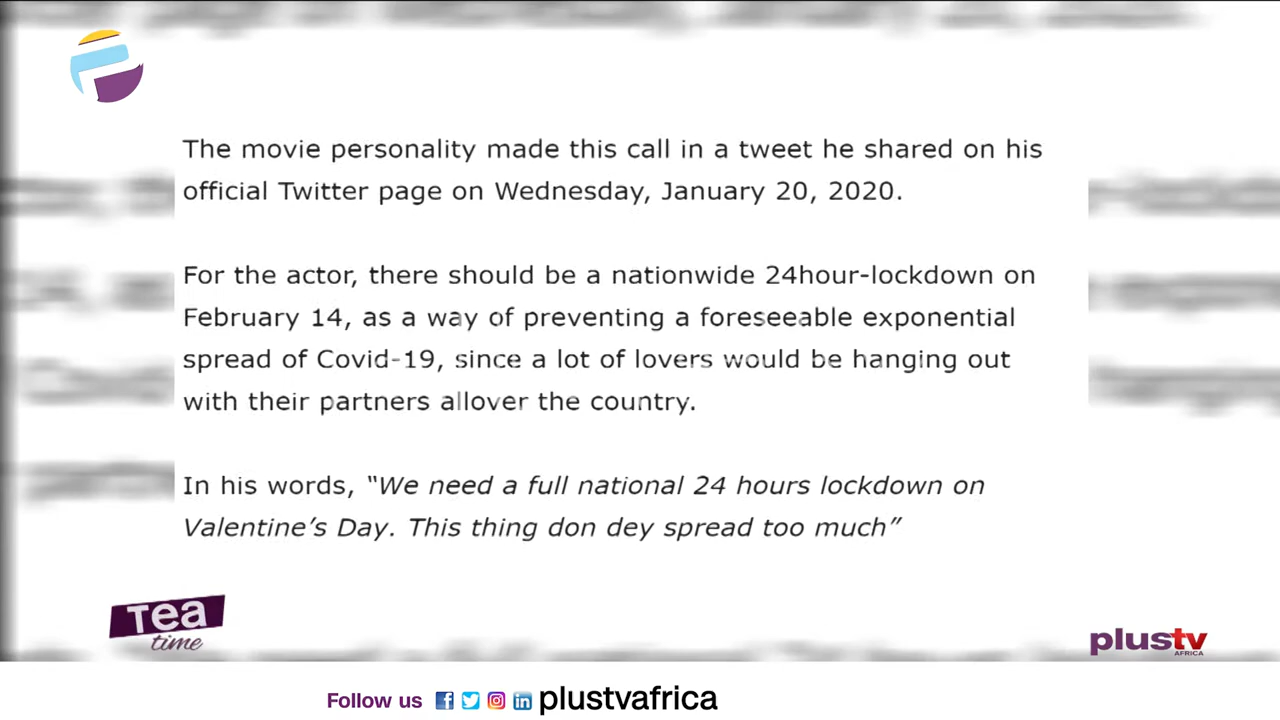 The movie personality made this call in a tweet he shared on his
official Twitter page on Wednesday, January 20, 2020.
For the actor, there should be a nationwide 24hour-lockdown on
February 14, as a way of preventing a foreseeable exponential
spread of Covid-19, since a lot of lovers would be hanging out
with their partners allover the country.
In his words, “We need a full national 24 hours lockdown on
Valentine’s Day. This thing don dey spread too much”
Tea
time
plustv
AFRICA
Follow us plustvafrica